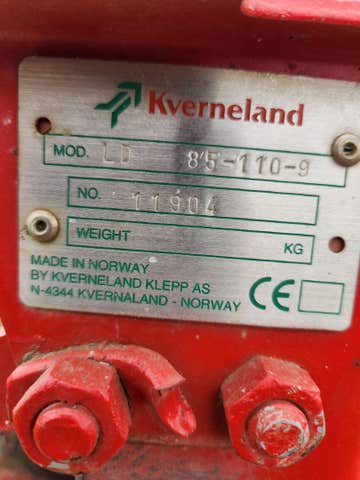 Kverneland
MOD. LD 85-110-9
NO. 11904
WEIGHT KG
MADE IN NORWAY
BY KVERNELAND KLEPP AS
N-4344 KVERNALAND - NORWAY
CE